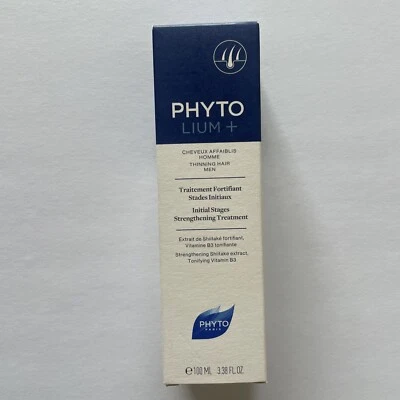 PHYTO
LIUM +
CHEVEUX AFFAIBLIS
HOMME
THINNING HAIR
MEN
Traitement Fortifiant
Stades Initiaux
Initial Stages
Strengthening Treatment
Extrait de Shiitake fortifiant,
Vitamine B3 tonifiante
Strengthening Shiitake extract,
Tonifying Vitamin B3
PHYTO
PARIS
℮ 100 ML 3.38 FL.OZ.